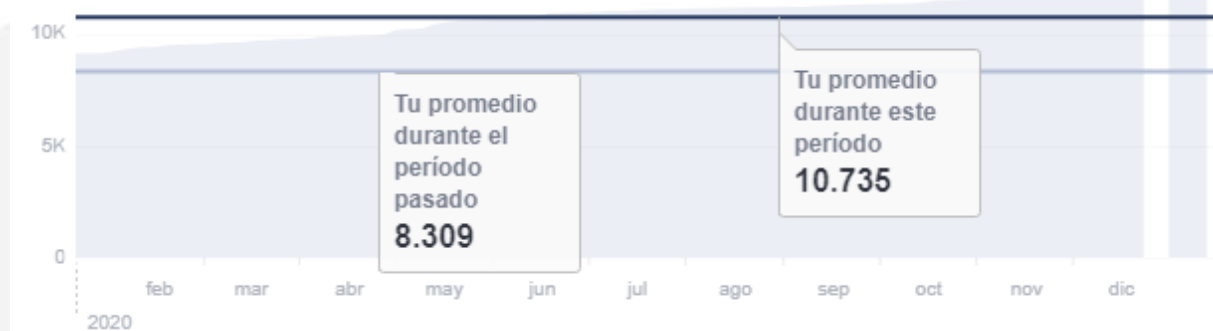 10K
5K
0
Tu promedio
durante el
período
pasado
8.309
Tu promedio
durante este
período
10.735
feb mar abr may jun jul ago sep oct nov dic
2020